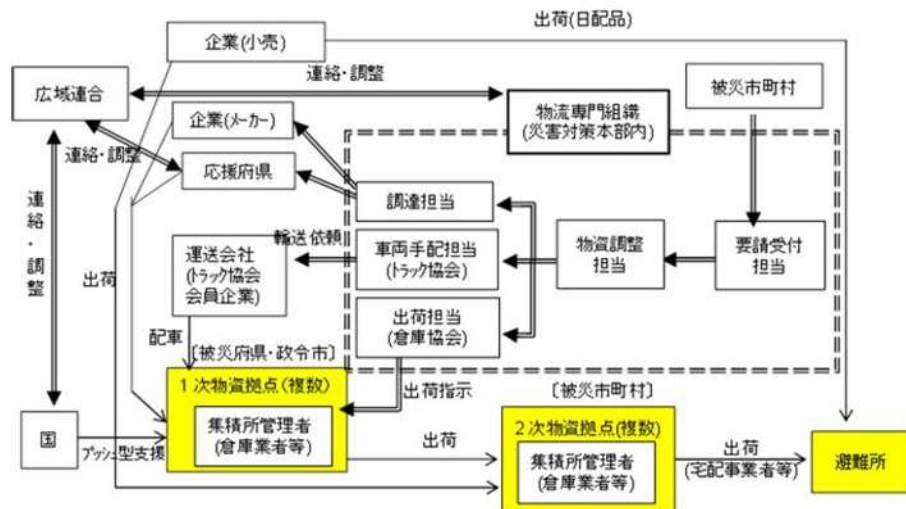 出荷(日配品)
企業(小売)
連絡・調整
広域連合
被災市町村
物流専門組織
(災害対策本部内)
企業(メーカー)
連絡・調整
応援府県
調達担当
連絡・調整
輸送依頼
運送会社
(トラック協会
会員企業)
車両手配担当
(トラック協会)
物資調整
担当
要請受付
担当
出荷
出荷担当
(倉庫協会)
配車
〔被災府県・政令市〕
1次物資拠点(複数)
出荷指示
〔被災市町村〕
集積所管理者
(倉庫業者等)
国
プッシュ型支援
出荷
2次物資拠点(複数)
集積所管理者
(倉庫業者等)
出荷
(宅配事業者等)
避難所